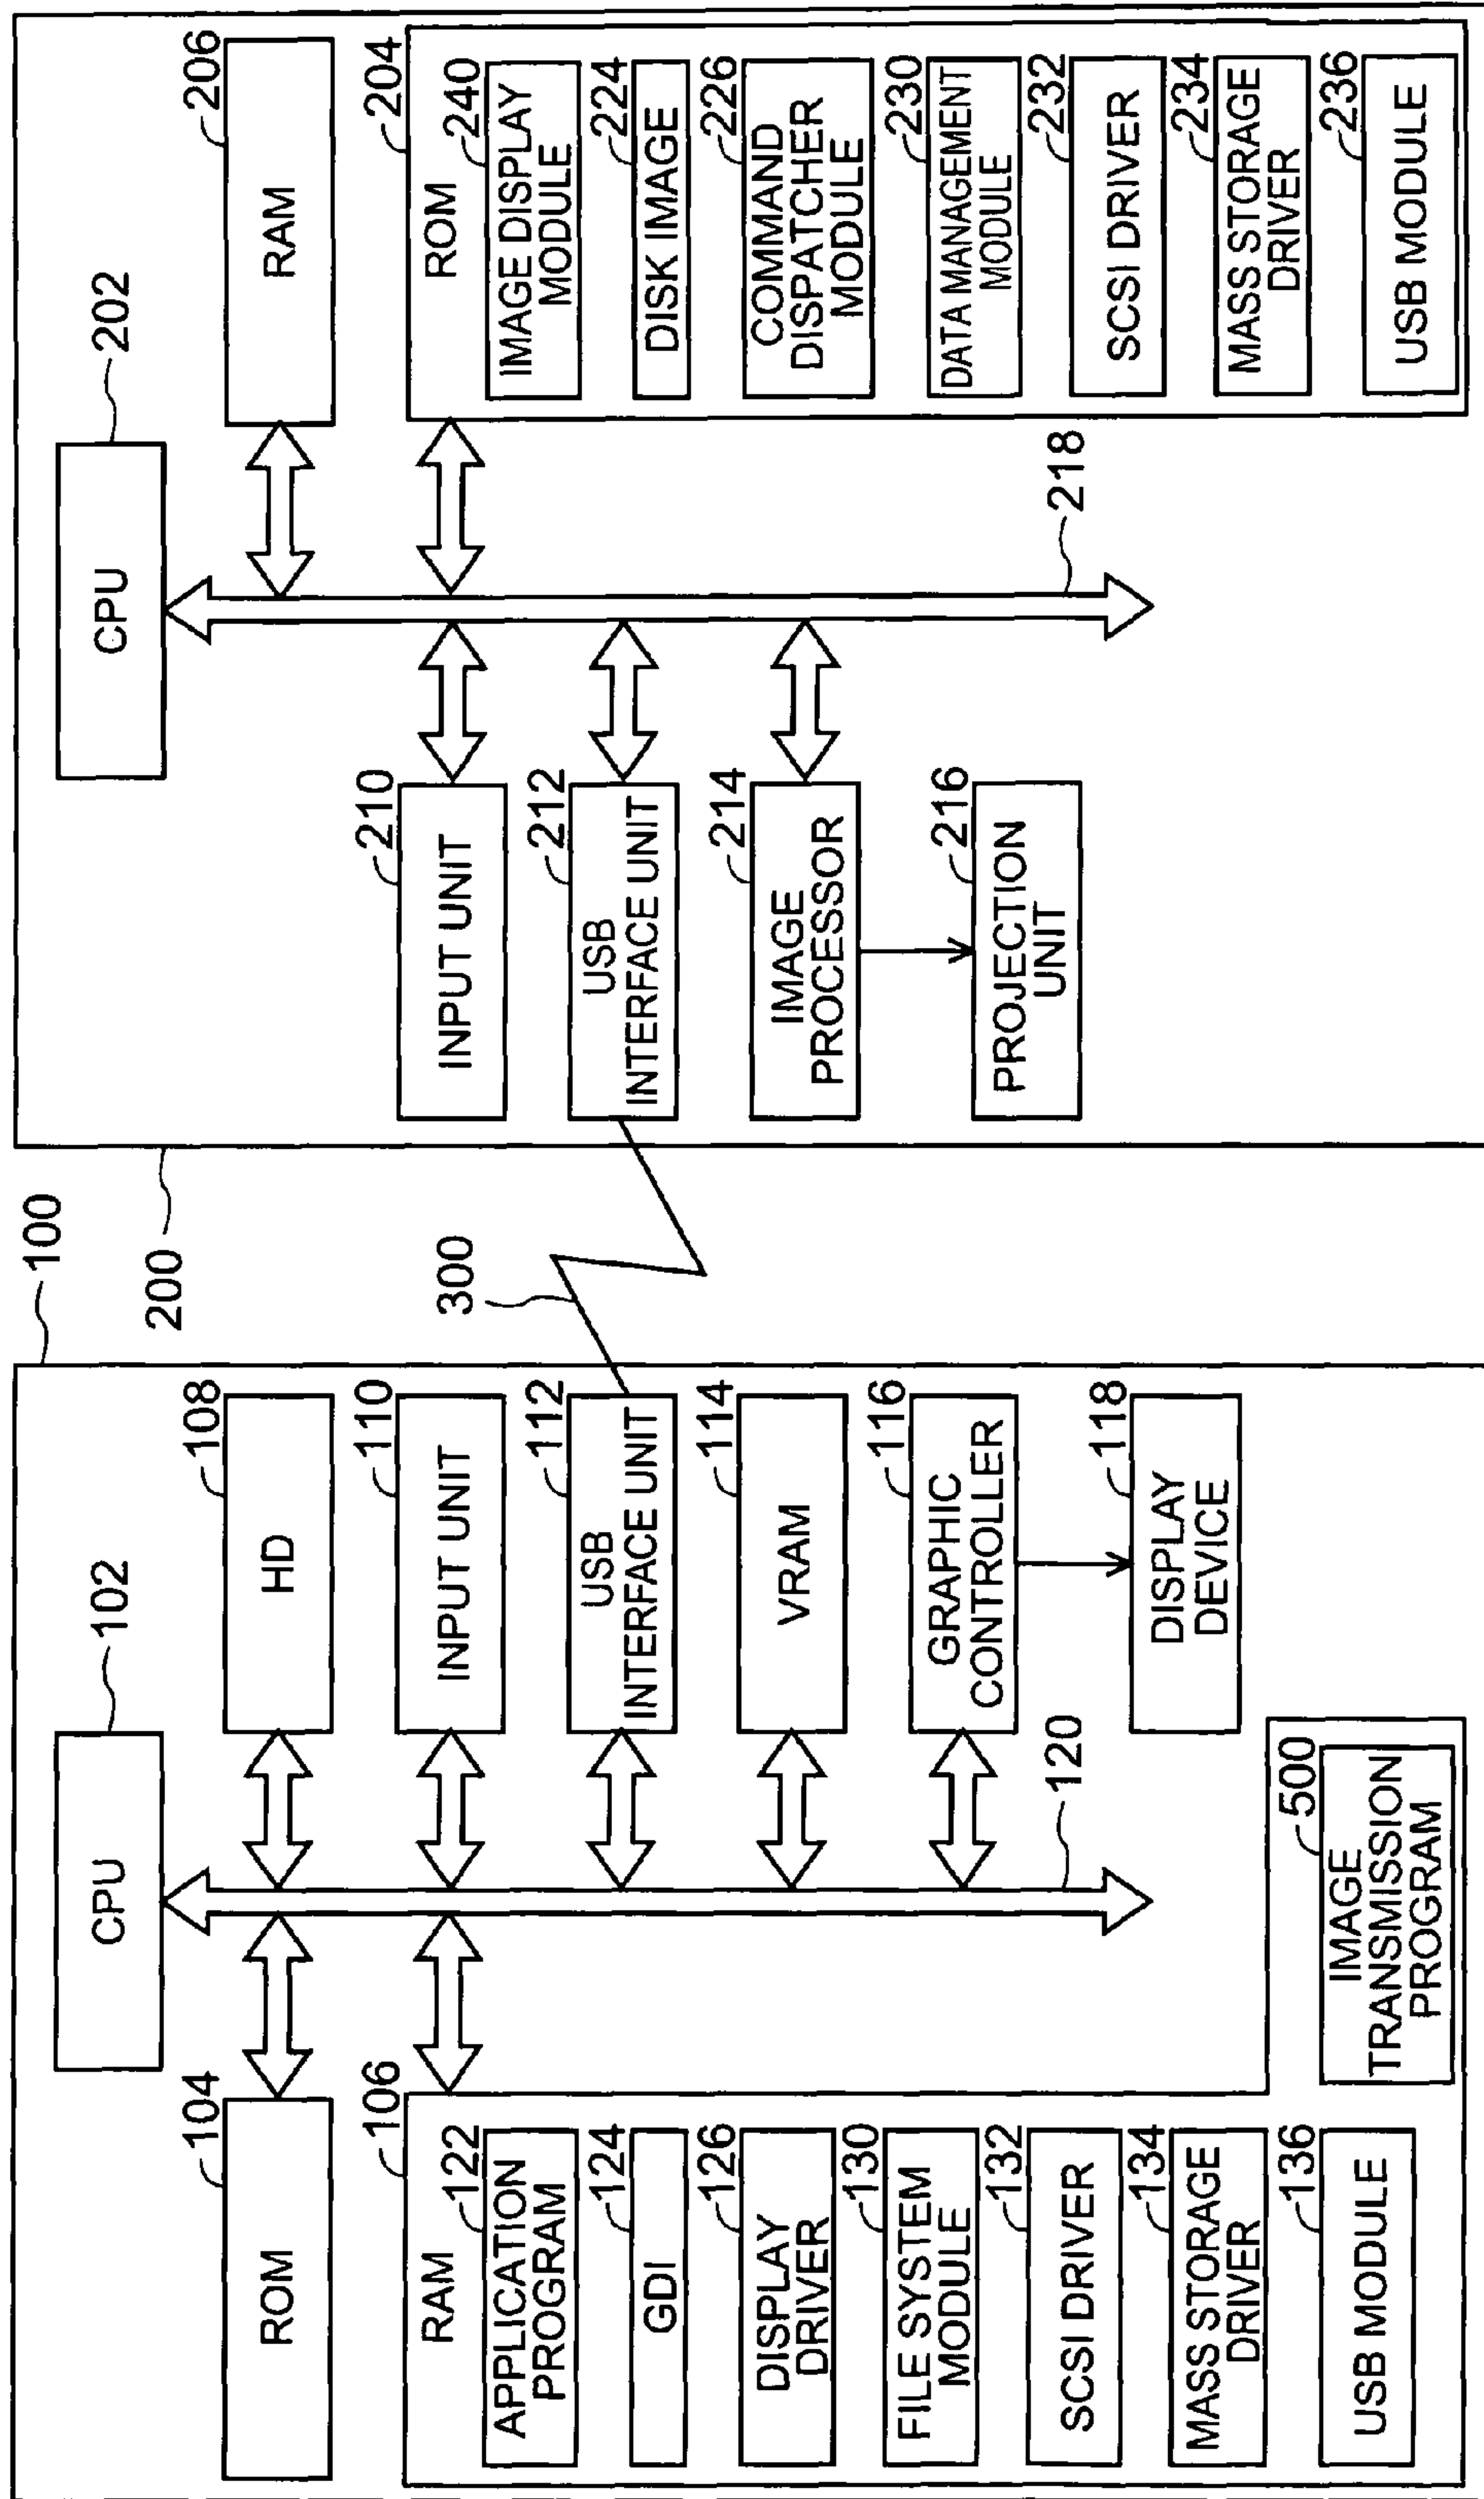 100
102
CPU
104
ROM
108
HD
106
RAM
110
INPUT UNIT
122
APPLICATION
PROGRAM
112
USB
INTERFACE UNIT
124
GDI
114
VRAM
126
DISPLAY
DRIVER
116
GRAPHIC
CONTROLLER
130
FILE SYSTEM
MODULE
120
132
SCSI DRIVER
118
DISPLAY
DEVICE
134
MASS STORAGE
DRIVER
500
IMAGE
TRANSMISSION
PROGRAM
136
USB MODULE
300
200
202
CPU
206
RAM
210
INPUT UNIT
204
ROM
240
IMAGE DISPLAY
MODULE
212
USB
INTERFACE UNIT
224
DISK IMAGE
214
IMAGE
PROCESSOR
226
COMMAND
DISPATCHER
MODULE
216
PROJECTION
UNIT
230
DATA MANAGEMENT
MODULE
218
232
SCSI DRIVER
234
MASS STORAGE
DRIVER
236
USB MODULE